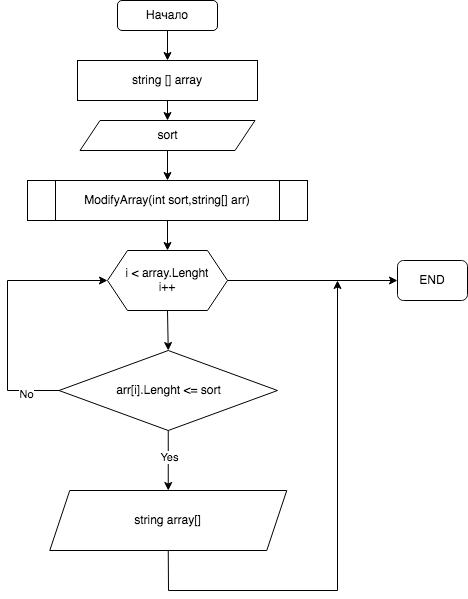 Начало
string [] array
sort
ModifyArray(int sort,string[] arr)
i < array.Lenght
i++
END
arr[i].Lenght <= sort
No
Yes
string array[]